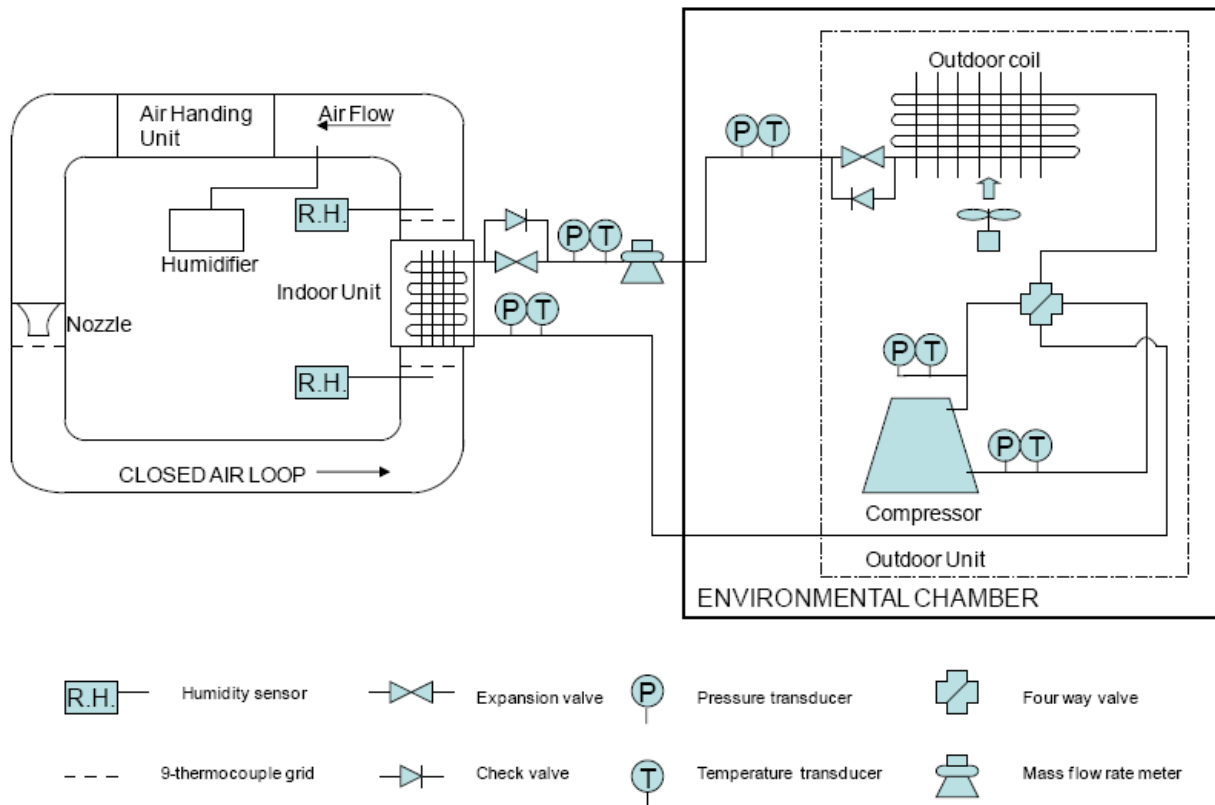 Outdoor coil
Air Handing
Unit
Air Flow
P T
R.H.
Humidifier
P T
Indoor Unit
P T
Nozzle
R.H.
P T
P T
CLOSED AIR LOOP
Compressor
Outdoor Unit
ENVIRONMENTAL CHAMBER
R.H. Humidity sensor
Expansion valve
P Pressure transducer
Four way valve
9-thermocouple grid
Check valve
T Temperature transducer
Mass flow rate meter